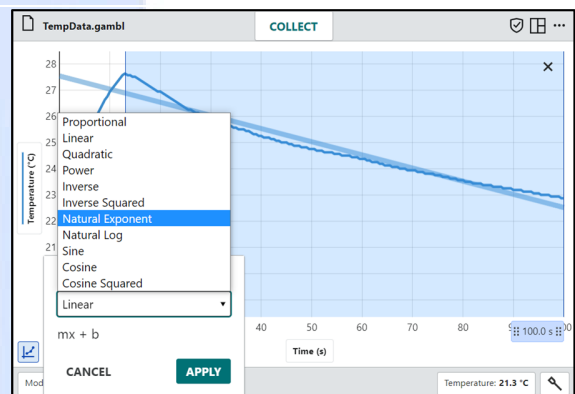 TempData.gambl
COLLECT
28
27
26
25
24
22
21
Temperature (°C)
Proportional
Linear
Quadratic
Power
Inverse
Inverse Squared
Natural Exponent
Natural Log
Sine
Cosine
Cosine Squared
Linear
mx + b
CANCEL
APPLY
40 50 60 70 80
100.0 s
Time (s)
Mod
Temperature: 21.3 °C